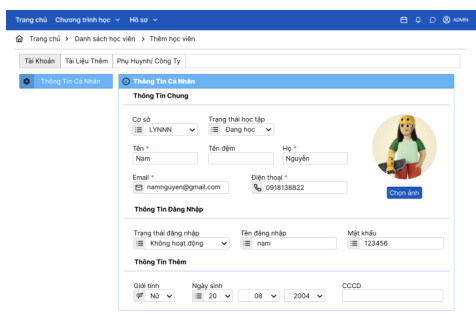 Trang chủ Chương trình học Hồ sơ ADMIN
Trang chủ > Danh sách học viên > Thêm học viên
Tài Khoản Tài Liệu Thêm Phụ Huynh/ Công Ty
Thông Tin Cá Nhân
Thông Tin Cá Nhân
Thông Tin Chung
Cơ sở Trạng thái học tập
LYNNN Đang học
Tên * Tên đệm Họ *
Nam Nguyễn
Email * Điện thoại *
namnguyen@gmail.com 0918138822
Chọn ảnh
Thông Tin Đăng Nhập
Trạng thái đăng nhập Tên đăng nhập Mật khẩu
Không hoạt động nam 123456
Thông Tin Thêm
Giới tính Ngày sinh CCCD
Nữ 20 08 2004